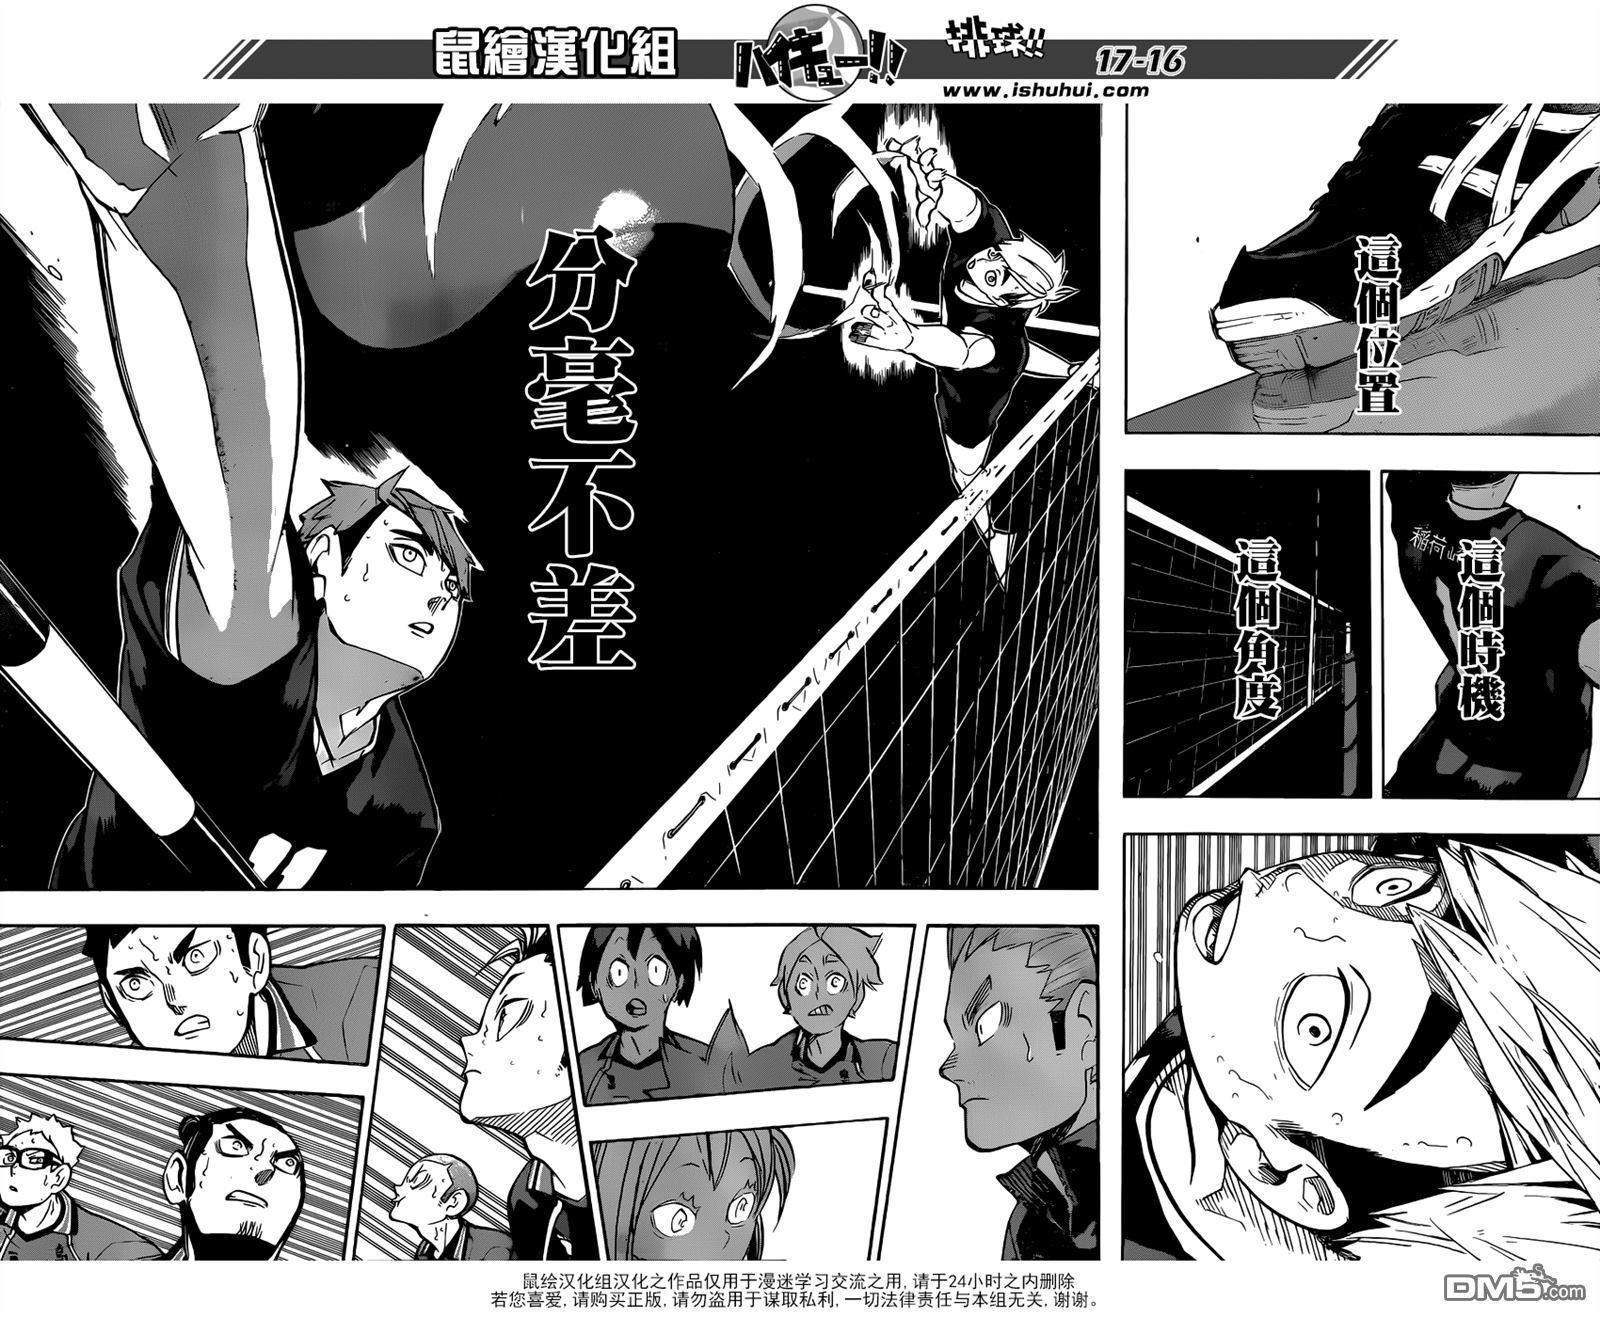 鼠繪漢化組
ハイキュー!!
排球!!
17-16
www.ishuhui.com
這個位置
這個時機
稲荷崎
這個角度
分毫不差
鼠绘汉化组汉化之作品仅用于漫迷学习交流之用,请于24小时之内删除
若您喜爱,请购买正版,请勿盗用于谋取私利,一切法律责任与本组无关,谢谢。
DM5.com